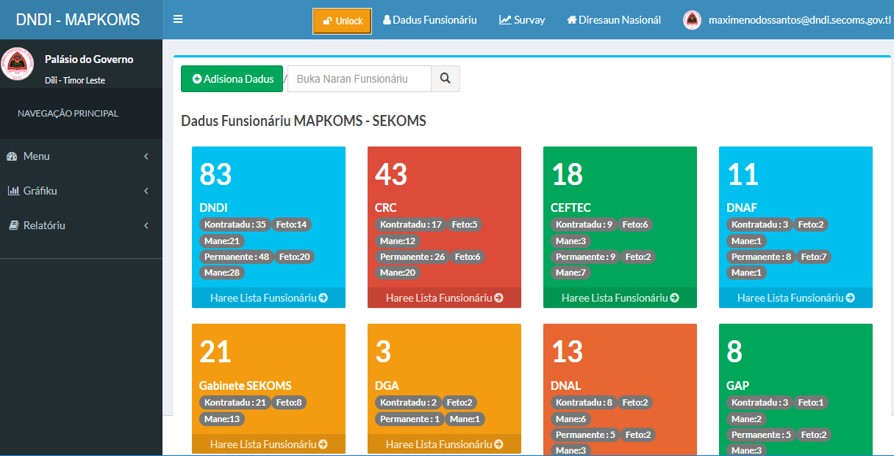 DNDI - MAPKOMS
Unlock
Dadus Funsionáriu
Survay
Diresaun Nasionál
maximenodossantos@dndi.secoms.gov.tl
Palásio do Governo
Dili - Timor Leste
NAVEGAÇÃO PRINCIPAL
Menu
Gráfiku
Relatóriu
Adisiona Dadus
/
Buka Naran Funsionáriu
Dadus Funsionáriu MAPKOMS - SEKOMS
83
DNDI
Kontratadu : 35 Feto:14
Mane:21
Permanente : 48 Feto:20
Mane:28
Haree Lista Funsionáriu
43
CRC
Kontratadu : 17 Feto:5
Mane:12
Permanente : 26 Feto:6
Mane:20
Haree Lista Funsionáriu
18
CEFTEC
Kontratadu : 9 Feto:6
Mane:3
Permanente : 9 Feto:2
Mane:7
Haree Lista Funsionáriu
11
DNAF
Kontratadu : 3 Feto:2
Mane:1
Permanente : 8 Feto:7
Mane:1
Haree Lista Funsionáriu
21
Gabinete SEKOMS
Kontratadu : 21 Feto:8
Mane:13
Haree Lista Funsionáriu
3
DGA
Kontratadu : 2 Feto:2
Permanente : 1 Mane:1
Haree Lista Funsionáriu
13
DNAL
Kontratadu : 8 Feto:2
Mane:6
Permanente : 5 Feto:2
Mane:3
8
GAP
Kontratadu : 3 Feto:1
Mane:2
Permanente : 5 Feto:2
Mane:3